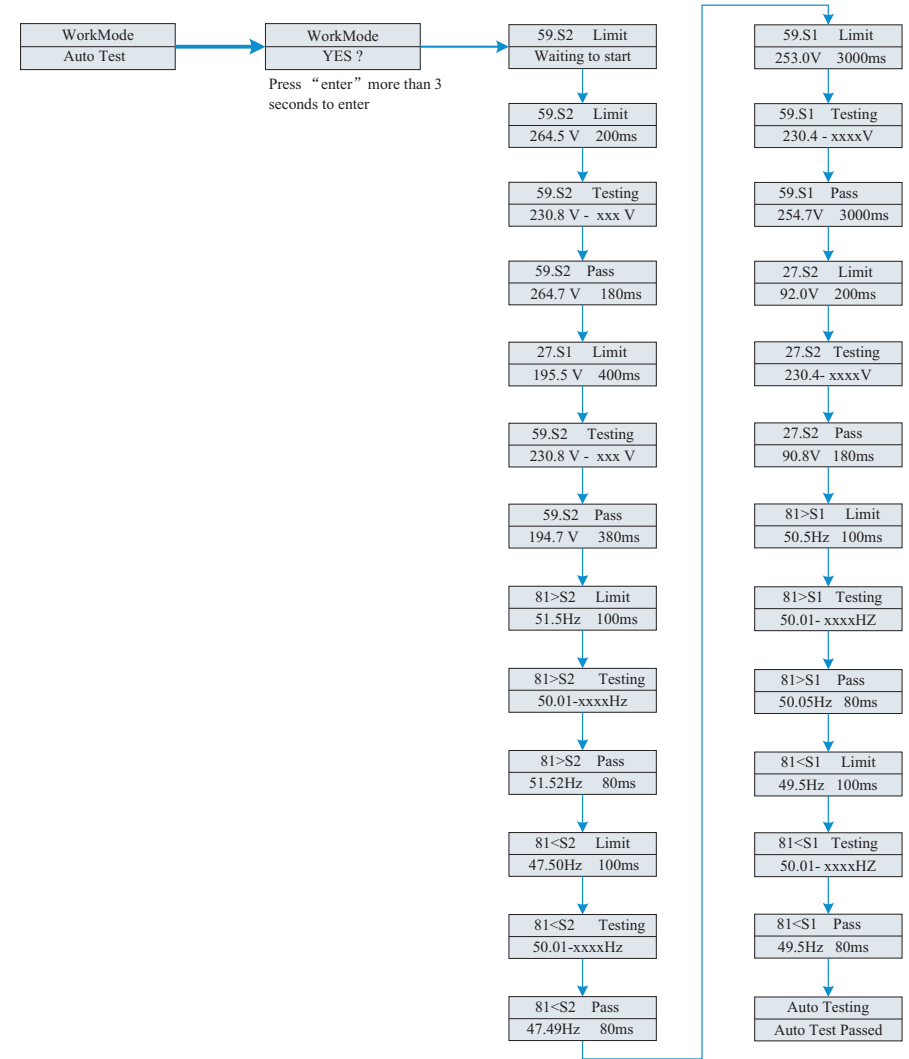 WorkMode
Auto Test
WorkMode
YES ?
Press “enter” more than 3
seconds to enter
59.S2 Limit
Waiting to start
59.S2 Limit
264.5 V 200ms
59.S2 Testing
230.8 V - xxx V
59.S2 Pass
264.7 V 180ms
27.S1 Limit
195.5 V 400ms
59.S2 Testing
230.8 V - xxx V
59.S2 Pass
194.7 V 380ms
81>S2 Limit
51.5Hz 100ms
81>S2 Testing
50.01-xxxxHz
81>S2 Pass
51.52Hz 80ms
81<S2 Limit
47.50Hz 100ms
81<S2 Testing
50.01-xxxxHz
81<S2 Pass
47.49Hz 80ms
59.S1 Limit
253.0V 3000ms
59.S1 Testing
230.4 - xxxxV
59.S1 Pass
254.7V 3000ms
27.S2 Limit
92.0V 200ms
27.S2 Testing
230.4- xxxxV
27.S2 Pass
90.8V 180ms
81>S1 Limit
50.5Hz 100ms
81>S1 Testing
50.01- xxxxHZ
81>S1 Pass
50.05Hz 80ms
81<S1 Limit
49.5Hz 100ms
81<S1 Testing
50.01- xxxxHZ
81<S1 Pass
49.5Hz 80ms
Auto Testing
Auto Test Passed